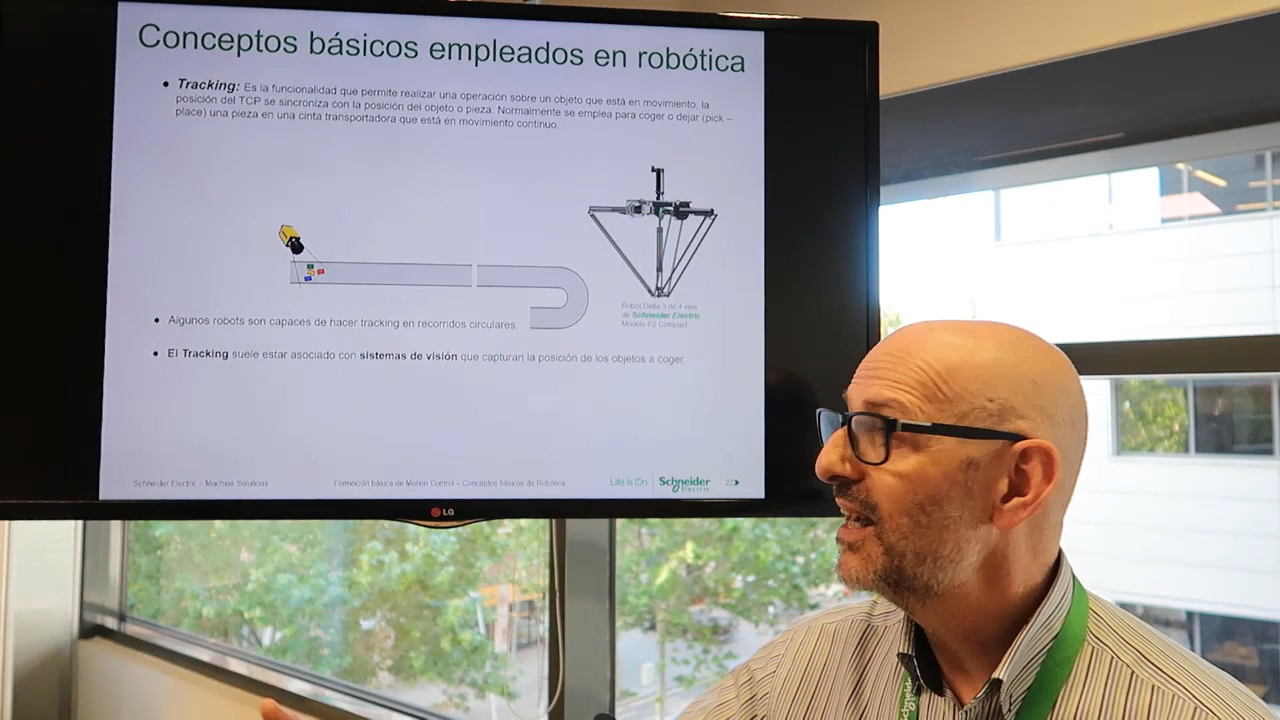 Conceptos básicos empleados en robótica
• Tracking: Es la funcionalidad que permite realizar una operación sobre un objeto que está en movimiento, la
posición del TCP se sincroniza con la posición del objeto o pieza. Normalmente se emplea para coger o dejar (pick –
place) una pieza en una cinta transportadora que está en movimiento continuo.
Robot Delta 3 de 4 ejes
de Schneider Electric
Modelo P2 Compact
• Algunos robots son capaces de hacer tracking en recorridos circulares.
• El Tracking suele estar asociado con sistemas de visión que capturan la posición de los objetos a coger.
Schneider Electric – Machine Solutions
Formación básica de Motion Control – Conceptos básicos de Robótica
Life Is On
Schneider
Electric
LG
Schneider